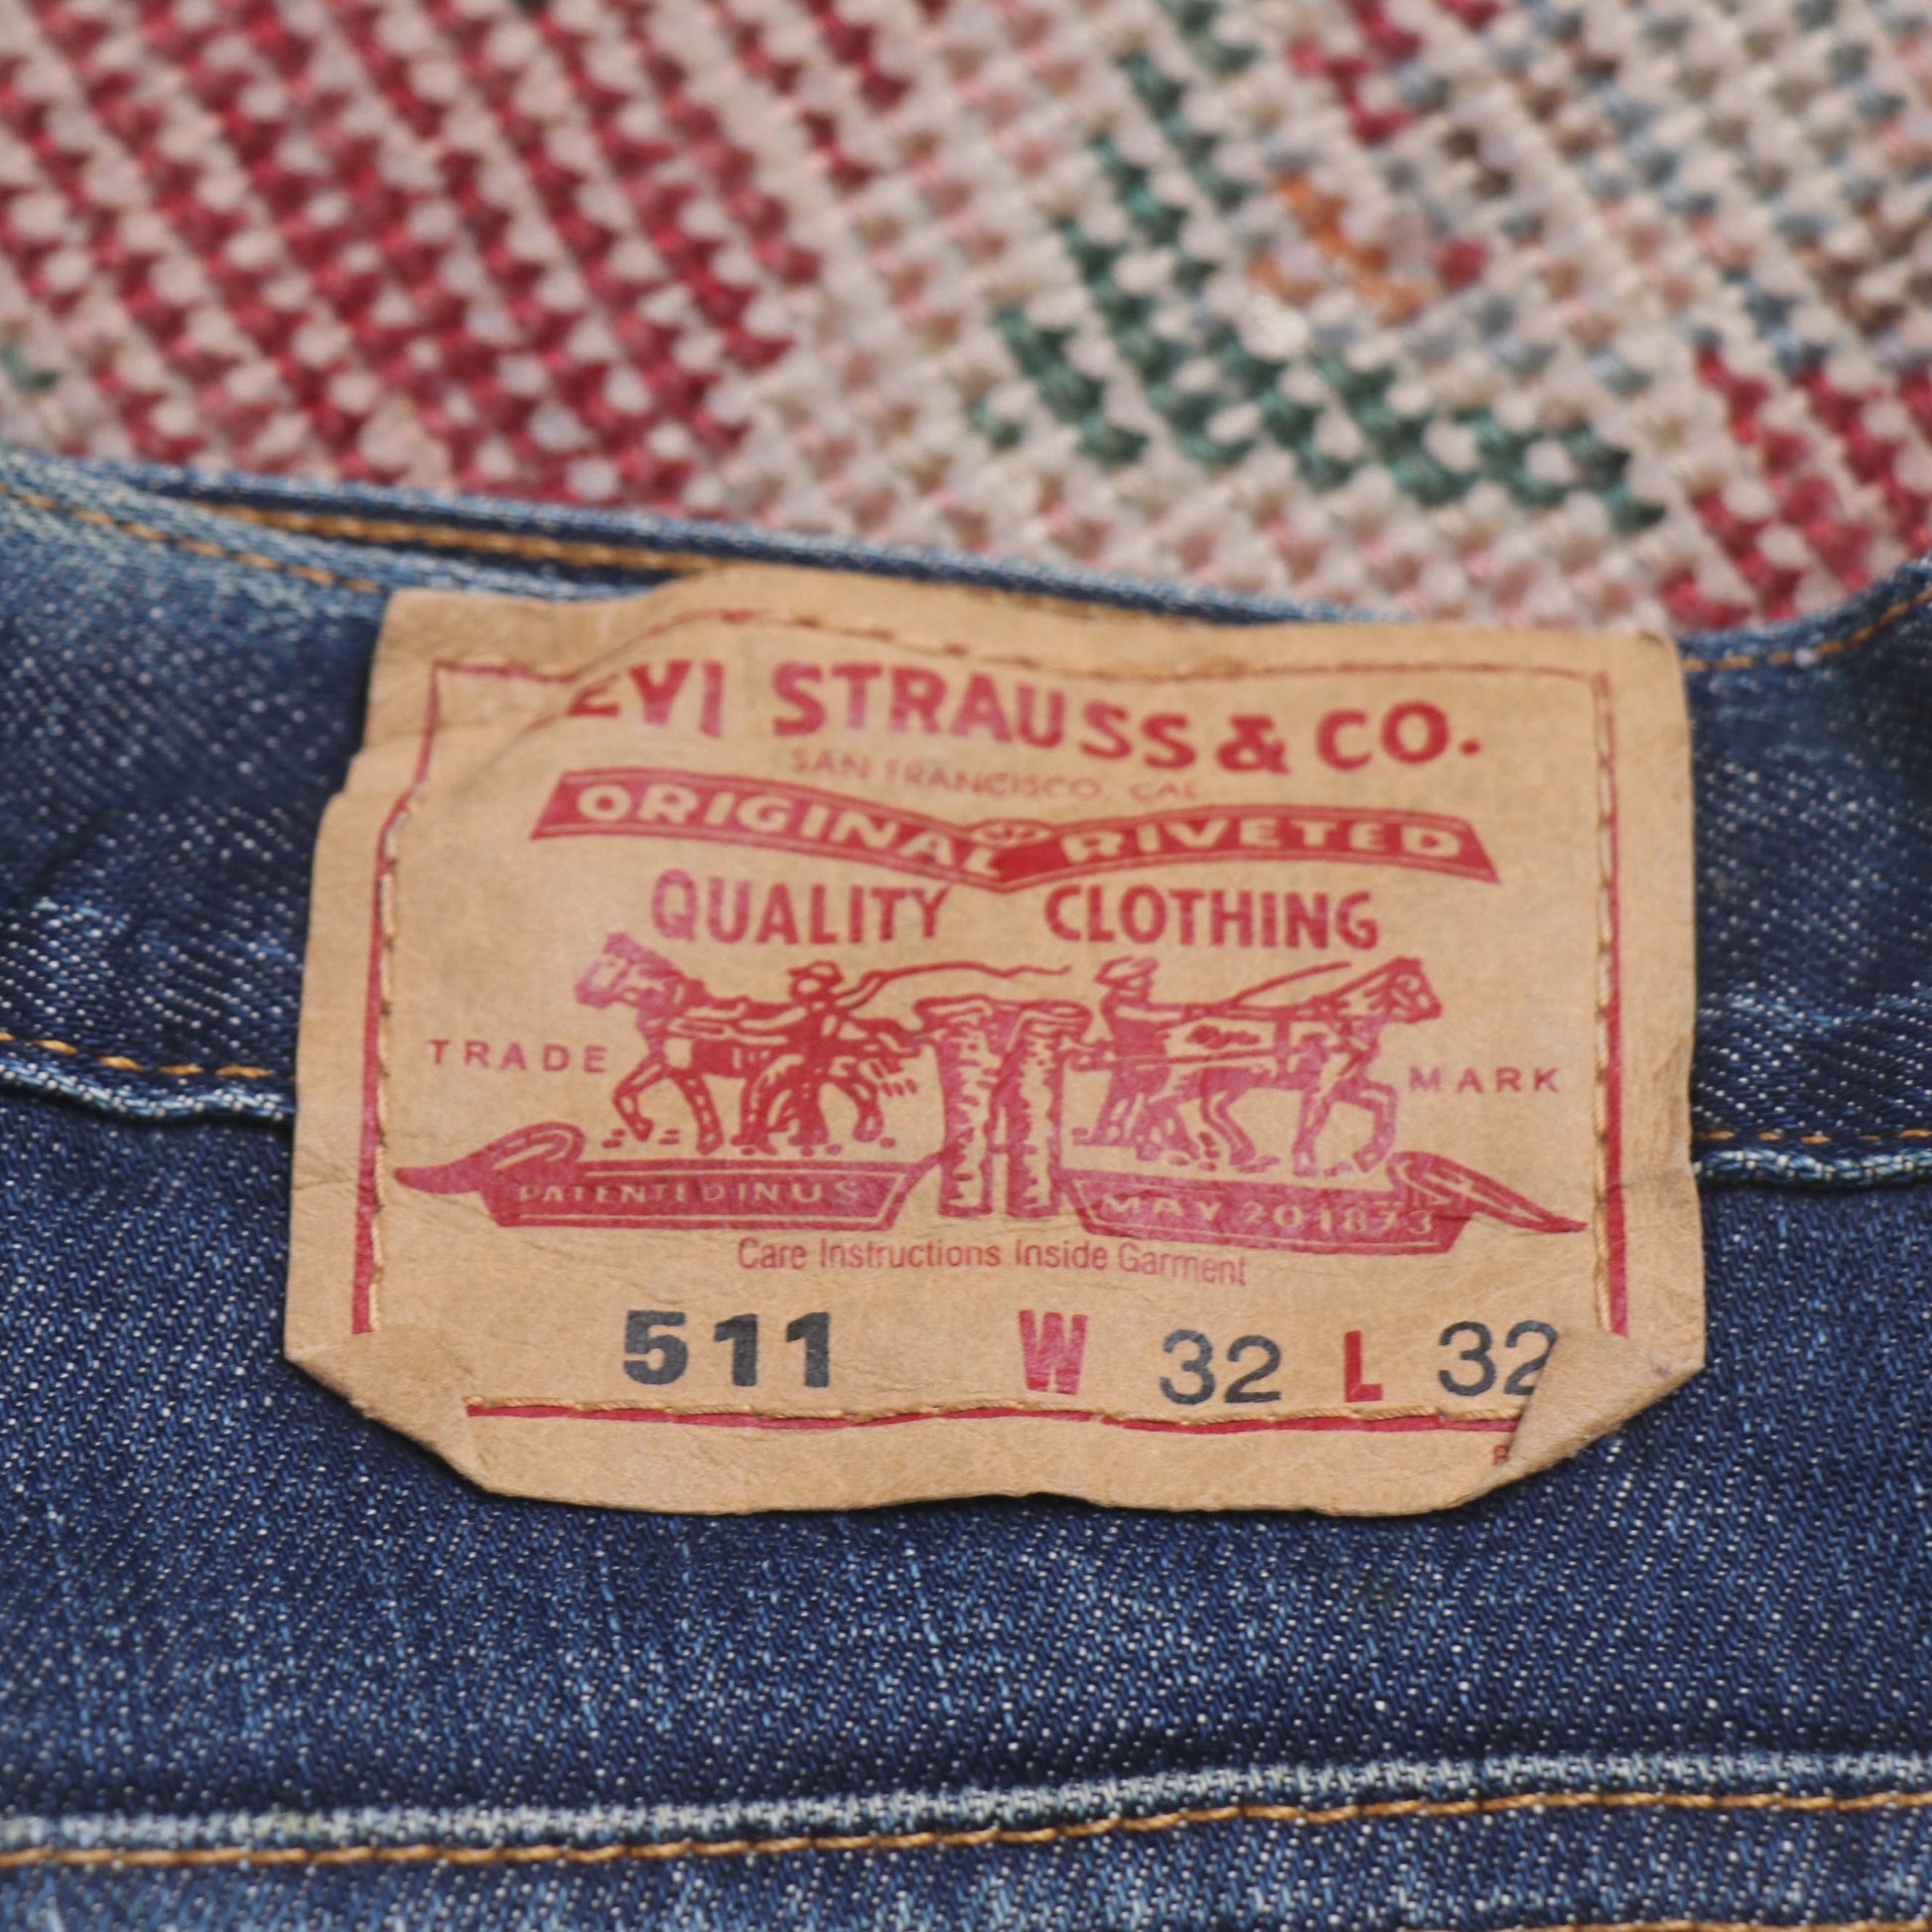 EVI STRAUSS & CO.
SAN FRANCISCO, CAL
ORIGINAL RIVETED
QUALITY CLOTHING
TRADE MARK
PATENTED IN U S MAY 20 1873
Care Instructions Inside Garment
511 W 32 L 32